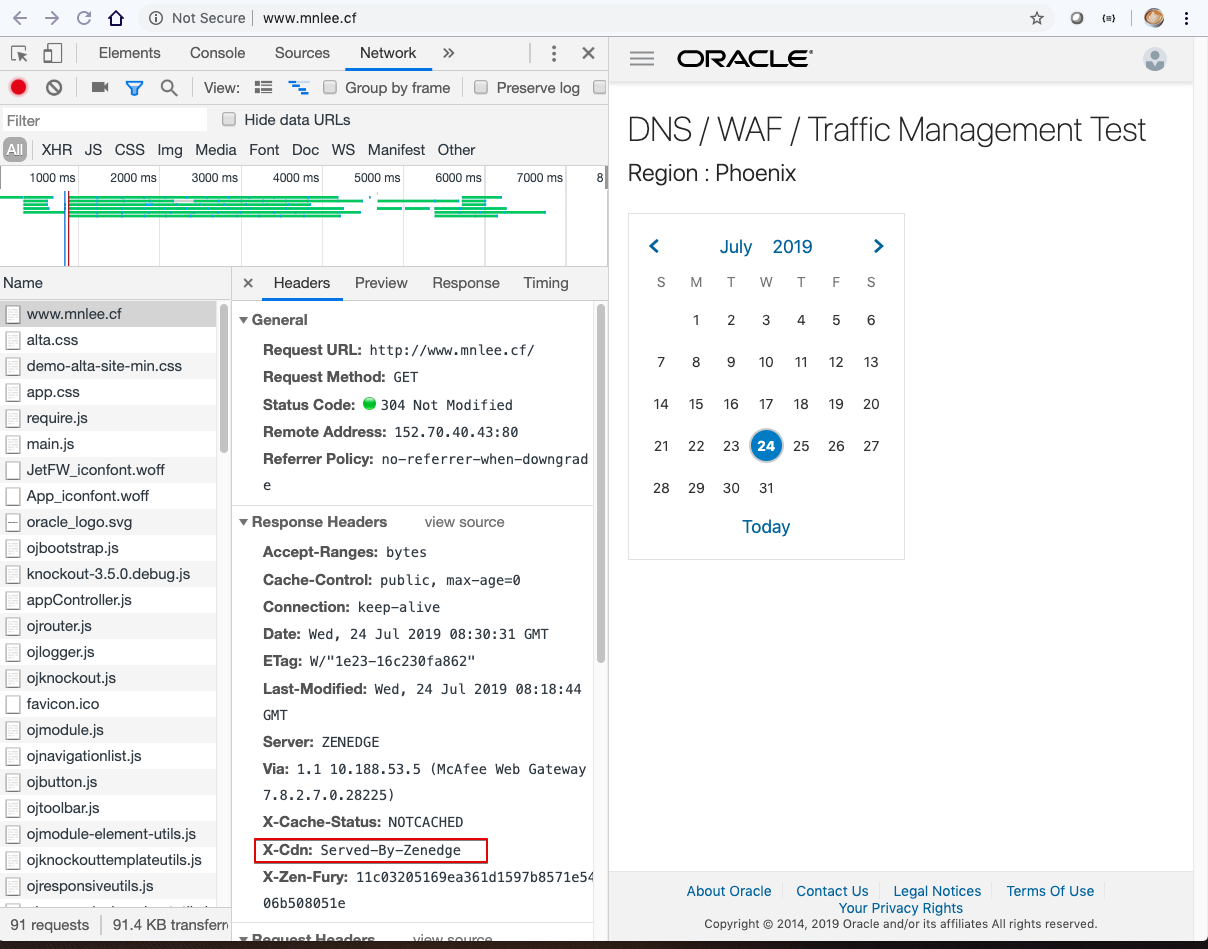 Not Secure www.mnlee.cf
Elements Console Sources Network »
View: Group by frame Preserve log
Filter Hide data URLs
All XHR JS CSS Img Media Font Doc WS Manifest Other
1000 ms 2000 ms 3000 ms 4000 ms 5000 ms 6000 ms 7000 ms 8
Name
www.mnlee.cf
alta.css
demo-alta-site-min.css
app.css
require.js
main.js
JetFW_iconfont.woff
App_iconfont.woff
oracle_logo.svg
ojbootstrap.js
knockout-3.5.0.debug.js
appController.js
ojrouter.js
ojlogger.js
ojknockout.js
favicon.ico
ojmodule.js
ojnavigationlist.js
ojbutton.js
ojtoolbar.js
ojmodule-element-utils.js
ojknockouttemplateutils.js
ojresponsiveutils.js
91 requests 91.4 KB transferr
× Headers Preview Response Timing
General
Request URL: http://www.mnlee.cf/
Request Method: GET
Status Code: 304 Not Modified
Remote Address: 152.70.40.43:80
Referrer Policy: no-referrer-when-downgrad
e
Response Headers view source
Accept-Ranges: bytes
Cache-Control: public, max-age=0
Connection: keep-alive
Date: Wed, 24 Jul 2019 08:30:31 GMT
ETag: W/"1e23-16c230fa862"
Last-Modified: Wed, 24 Jul 2019 08:18:44
GMT
Server: ZENEDGE
Via: 1.1 10.188.53.5 (McAfee Web Gateway
7.8.2.7.0.28225)
X-Cache-Status: NOTCACHED
X-Cdn: Served-By-Zenedge
X-Zen-Fury: 11c03205169ea361d1597b8571e54
06b508051e
Request Headers view source
ORACLE
DNS / WAF / Traffic Management Test
Region : Phoenix
July 2019
S M T W T F S
1 2 3 4 5 6
7 8 9 10 11 12 13
14 15 16 17 18 19 20
21 22 23 24 25 26 27
28 29 30 31
Today
About Oracle Contact Us Legal Notices Terms Of Use
Your Privacy Rights
Copyright © 2014, 2019 Oracle and/or its affiliates All rights reserved.